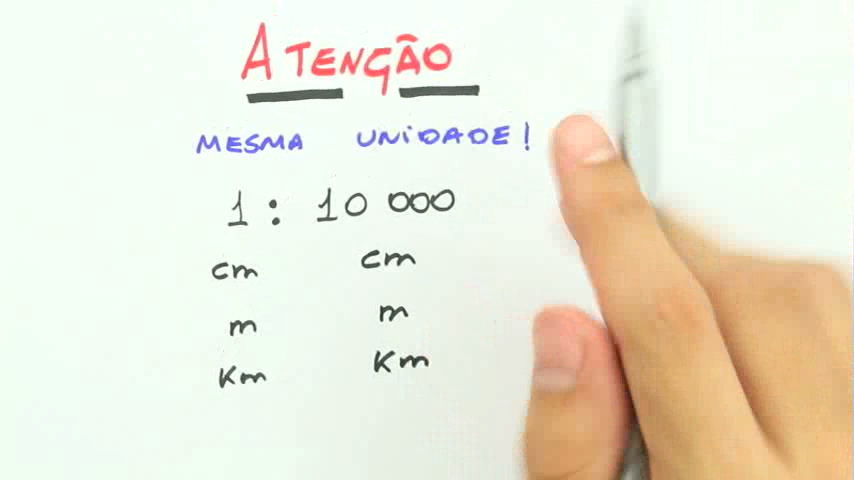 ATENÇÃO
MESMA UNIDADE!
1 : 10 000
cm cm
m m
Km Km